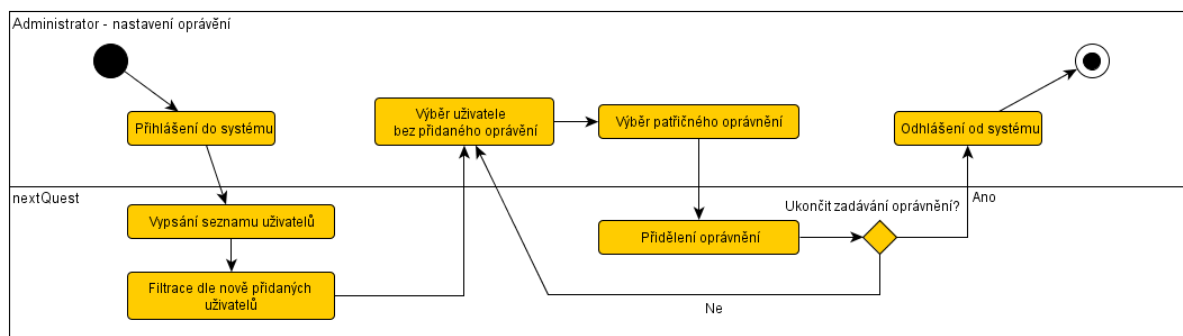 Administrator - nastavení oprávění
Přihlášení do systému
Výběr uživatele
bez přidaného oprávění
Výběr patřičného oprávnění
Odhlášení od systému
nextQuest
Vypsání seznamu uživatelů
Filtrace dle nově přidaných
uživatelů
Přidělení oprávnění
Ukončit zadávání oprávnění?
Ano
Ne